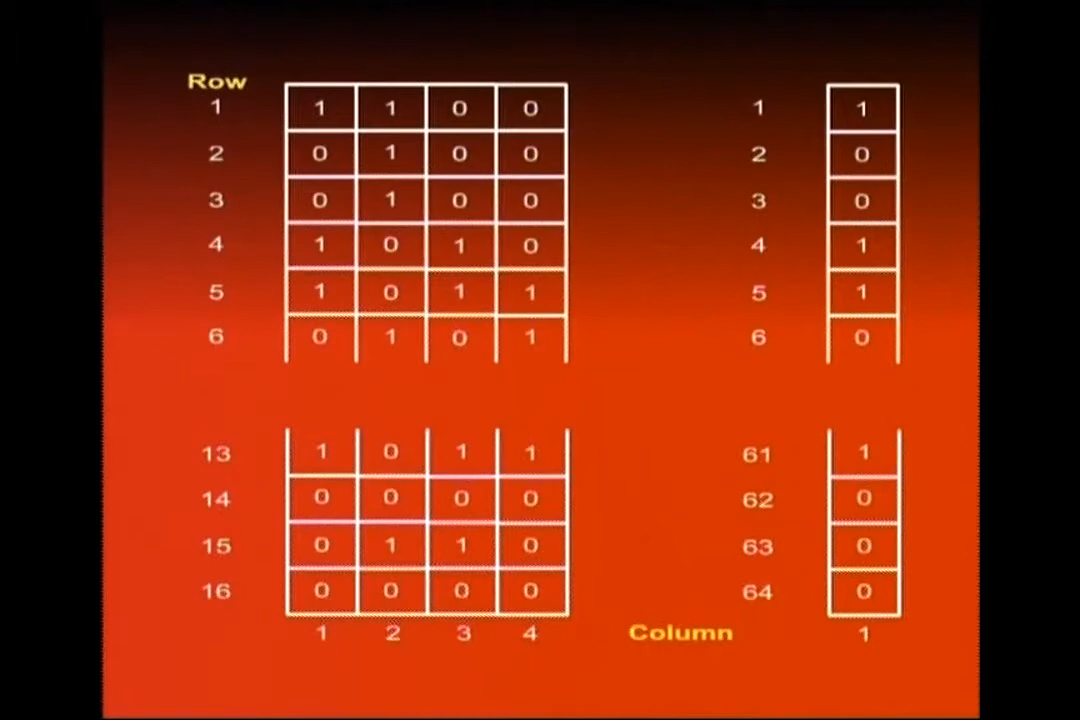 Row
1 1 1 0 0 1 1
2 0 1 0 0 2 0
3 0 1 0 0 3 0
4 1 0 1 0 4 1
5 1 0 1 1 5 1
6 0 1 0 1 6 0
13 1 0 1 1 61 1
14 0 0 0 0 62 0
15 0 1 1 0 63 0
16 0 0 0 0 64 0
1 2 3 4 Column 1